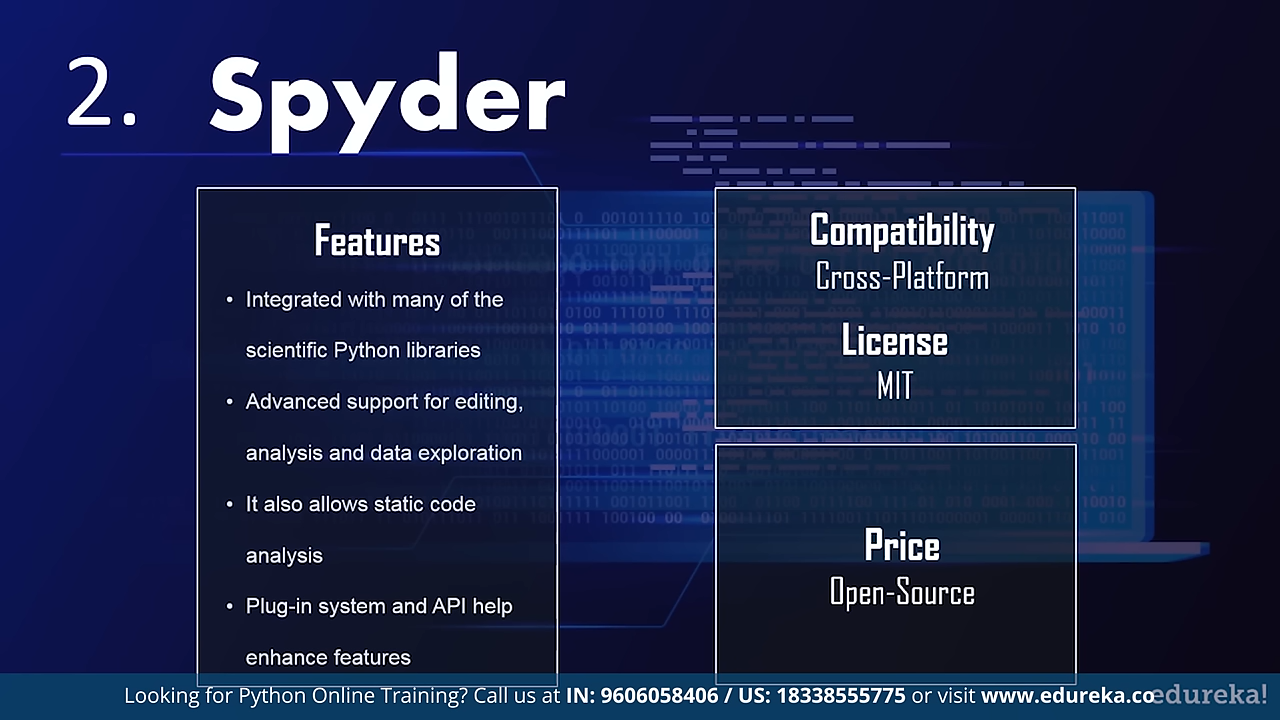 2. Spyder
Features
• Integrated with many of the
scientific Python libraries
• Advanced support for editing,
analysis and data exploration
• It also allows static code
analysis
• Plug-in system and API help
enhance features
Compatibility
Cross-Platform
License
MIT
Price
Open-Source
Looking for Python Online Training? Call us at IN: 9606058406 / US: 18338555775 or visit www.edureka.co
edureka!